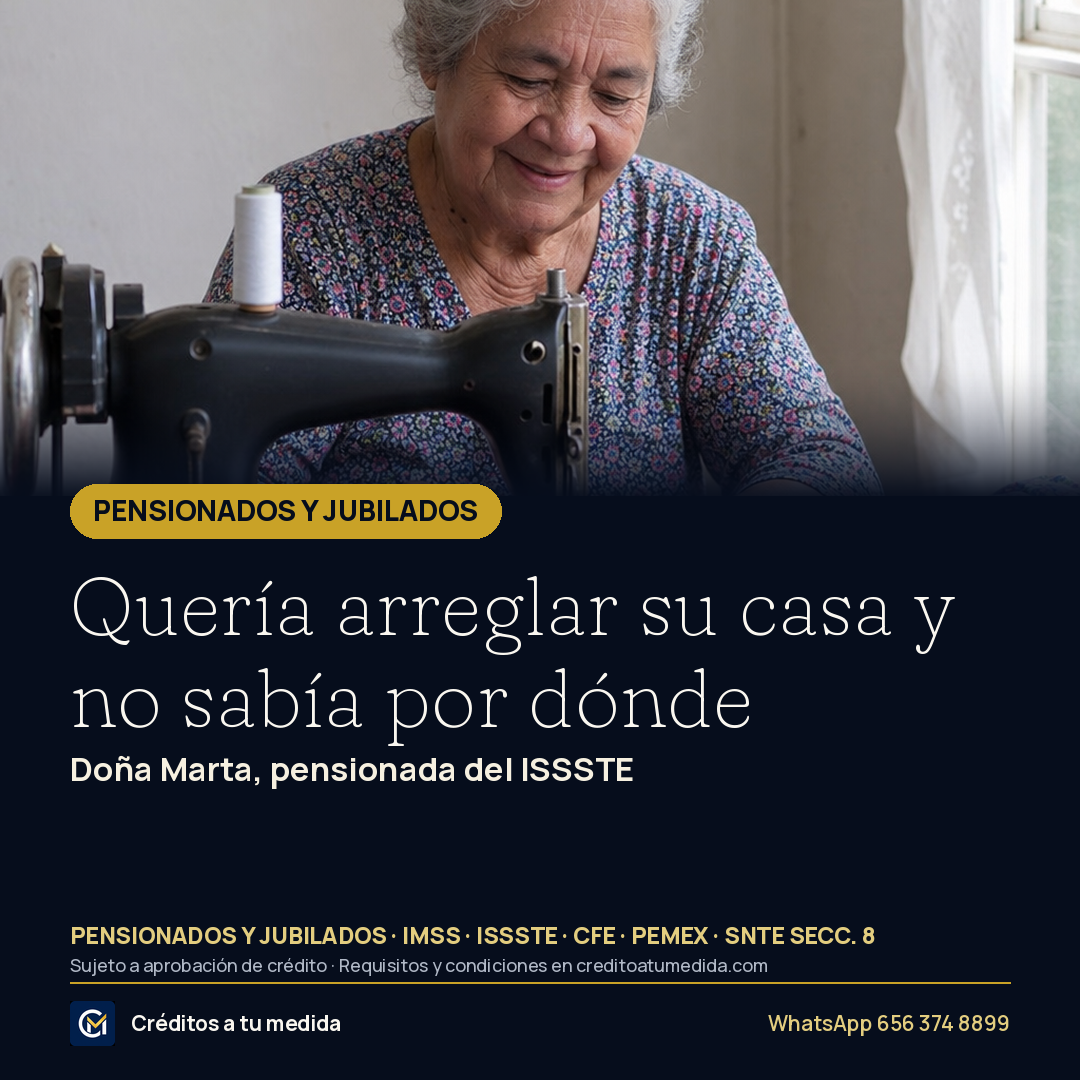 PENSIONADOS Y JUBILADOS
Quería arreglar su casa y
no sabía por dónde
Doña Marta, pensionada del ISSSTE
PENSIONADOS Y JUBILADOS · IMSS · ISSSTE · CFE · PEMEX · SNTE SECC. 8
Sujeto a aprobación de crédito · Requisitos y condiciones en creditoatumedida.com
Créditos a tu medida
WhatsApp 656 374 8899